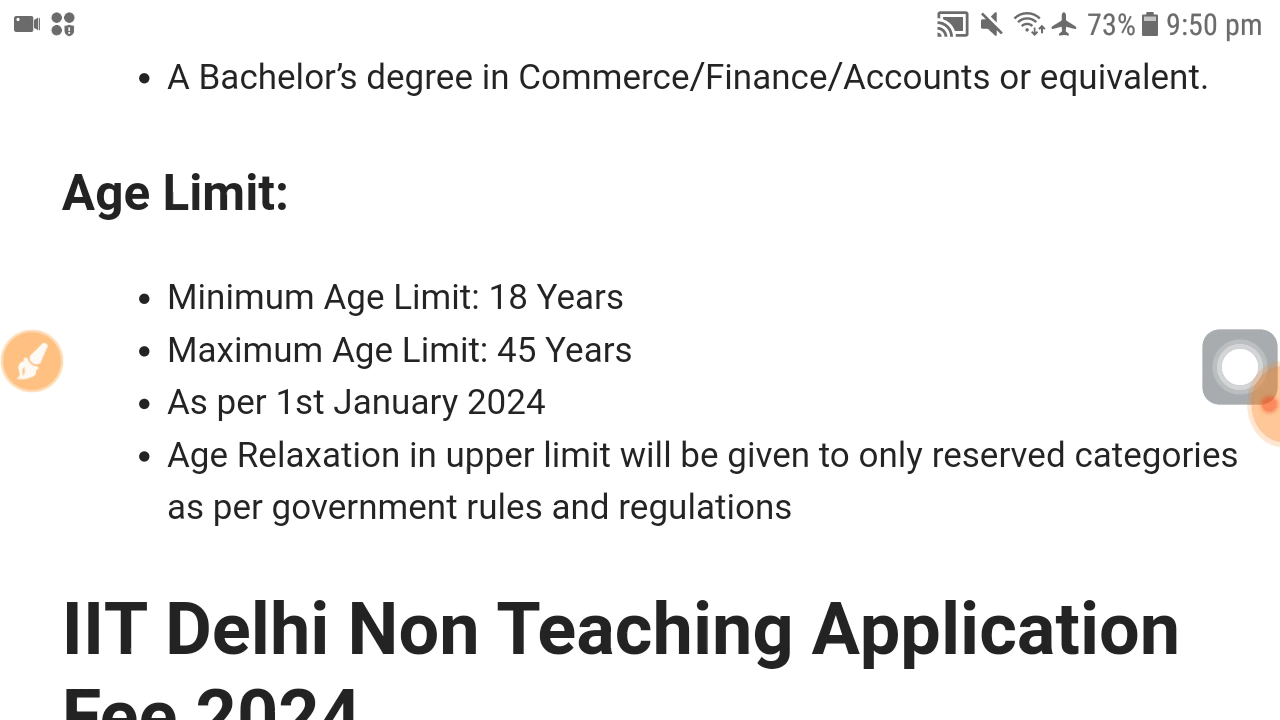 73% 9:50 pm
A Bachelor’s degree in Commerce/Finance/Accounts or equivalent.
Age Limit:
Minimum Age Limit: 18 Years
Maximum Age Limit: 45 Years
As per 1st January 2024
Age Relaxation in upper limit will be given to only reserved categories
as per government rules and regulations
IIT Delhi Non Teaching Application
Fee 2024